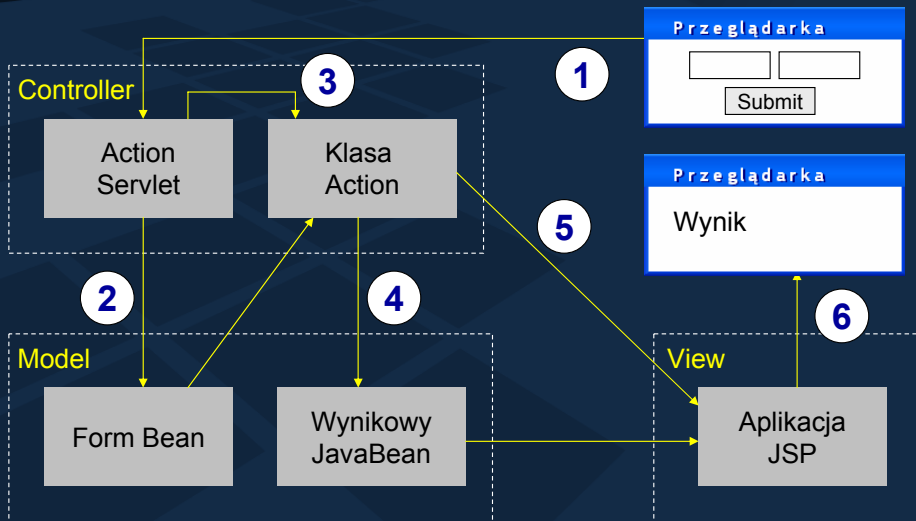 Przeglądarka
Submit
1
Controller
3
Action
Servlet
Klasa
Action
Przeglądarka
Wynik
5
2
4
6
Model
View
Form Bean
Wynikowy
JavaBean
Aplikacja
JSP